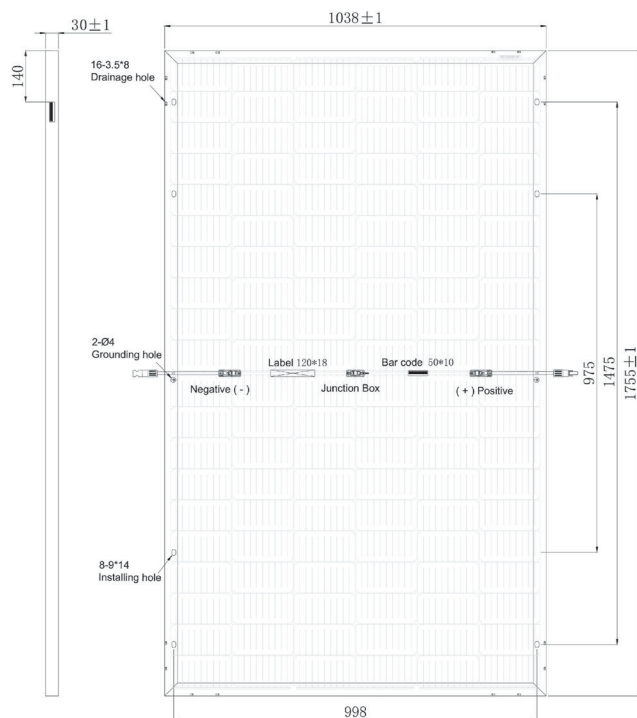 1038±1
30±1
140
16-3.5*8
Drainage hole
2-Ø4
Grounding hole
Label 120*18
Bar code 50*10
Negative ( - )
Junction Box
( + ) Positive
975
1475
1755±1
8-9*14
Installing hole
998